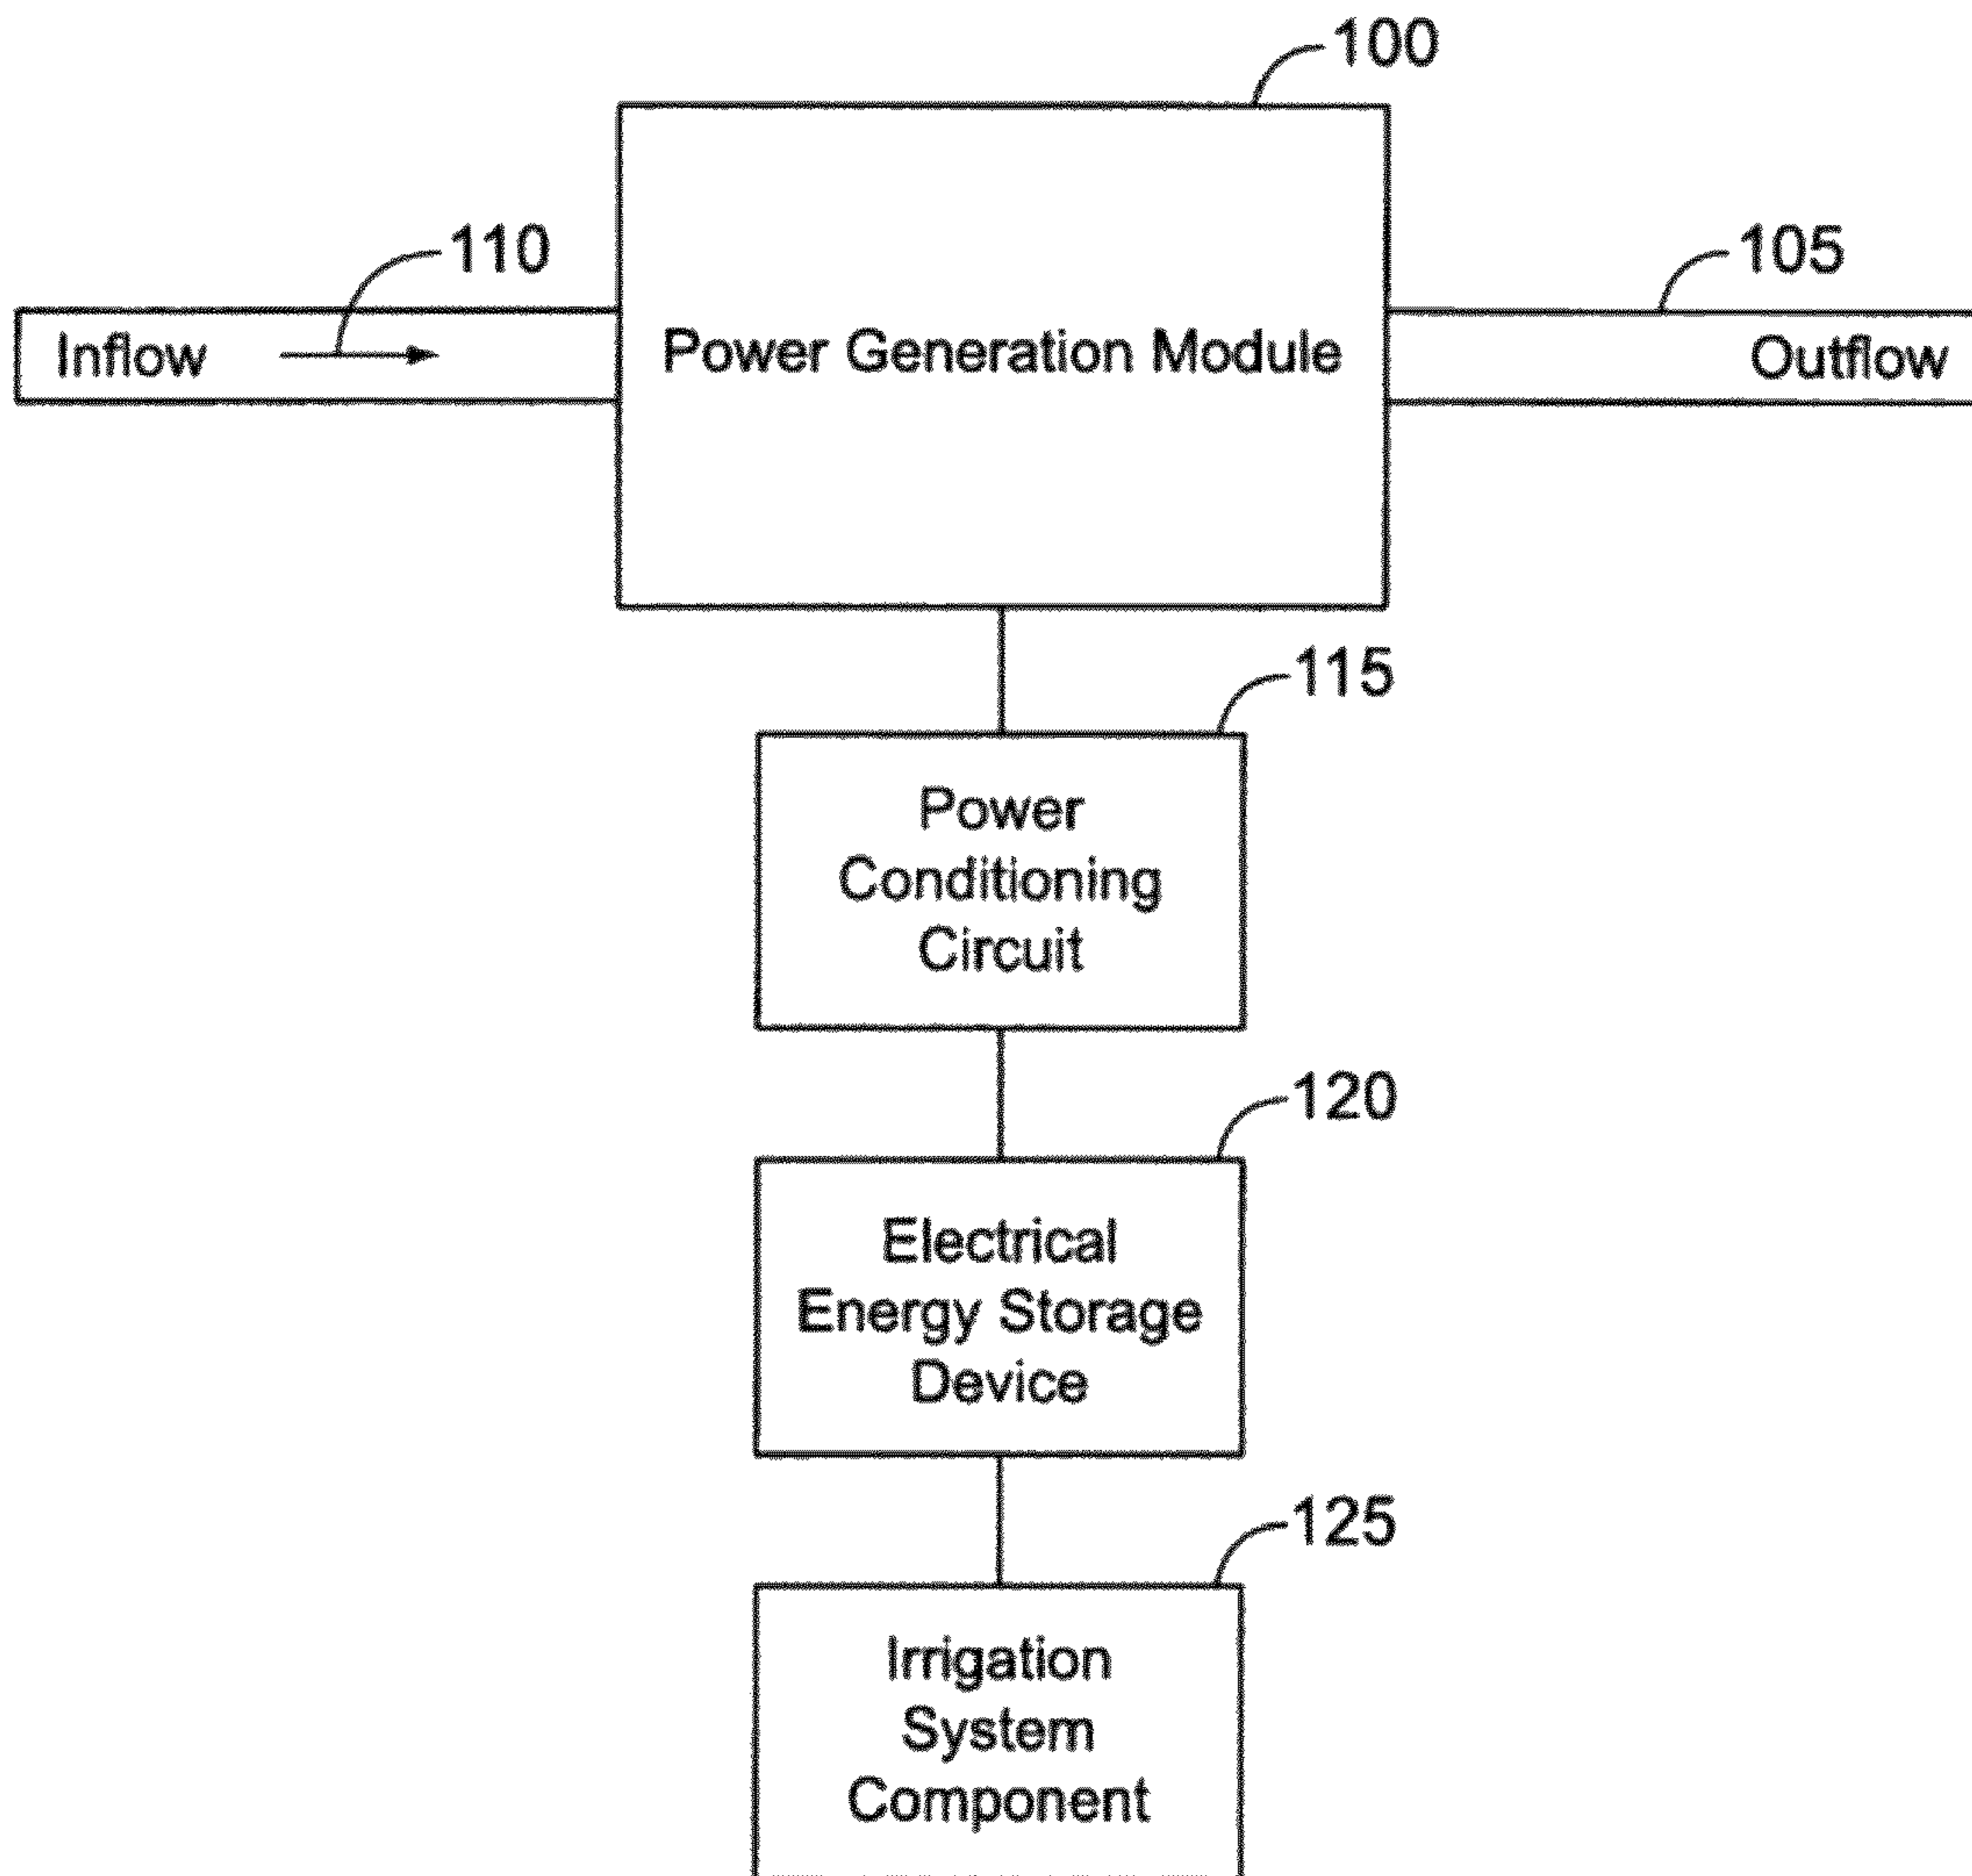 100
110
105
Inflow
Power Generation Module
Outflow
115
Power
Conditioning
Circuit
120
Electrical
Energy Storage
Device
125
Irrigation
System
Component